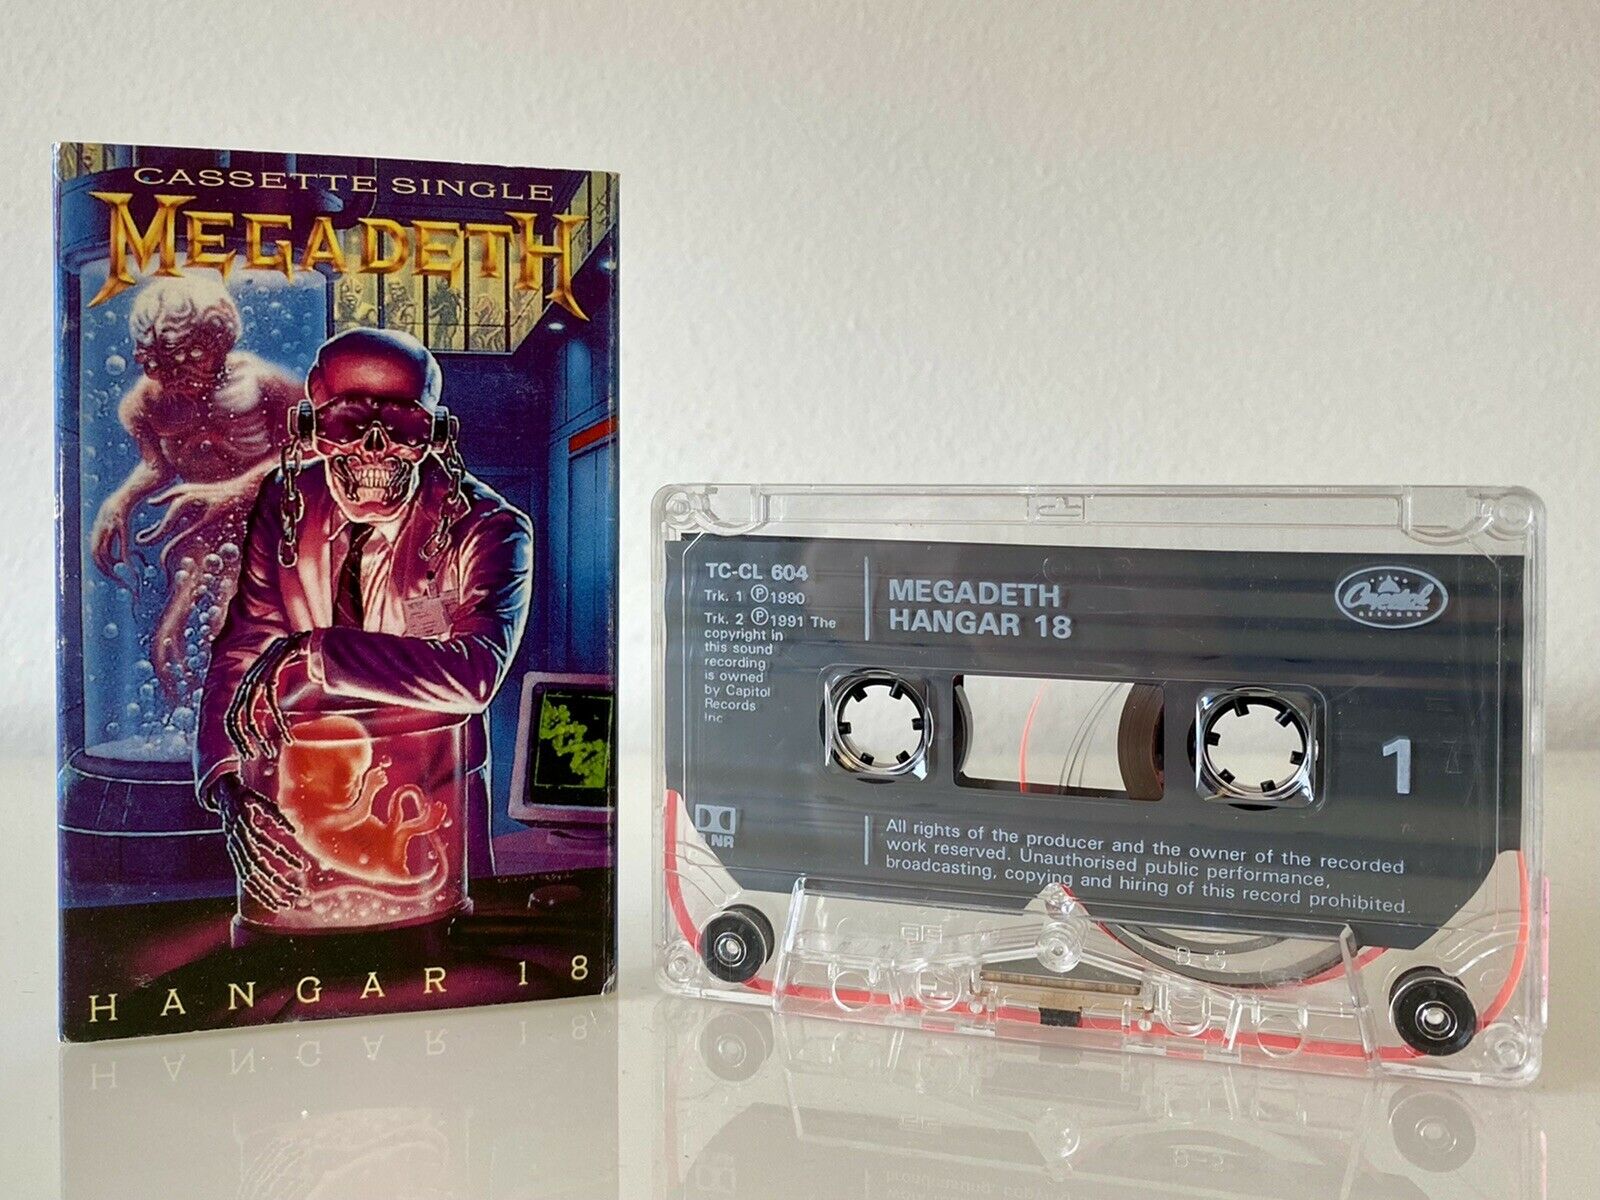 CASSETTE SINGLE
MEGADETH
HANGAR 18
TC-CL 604
Trk. 1 ℗1990
Trk. 2 ℗1991 The
copyright in
this sound
recording
is owned
by Capitol
Records
Inc
MEGADETH
HANGAR 18
Capitol
RECORDS
1
B NR
All rights of the producer and the owner of the recorded
work reserved. Unauthorised public performance,
broadcasting, copying and hiring of this record prohibited.